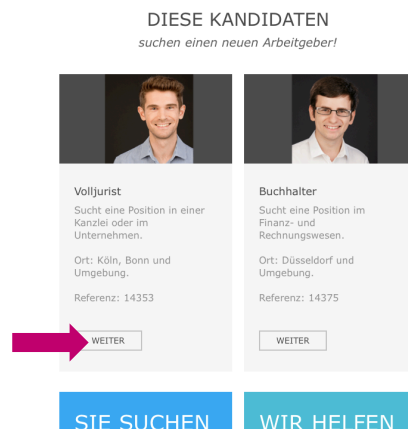 DIESE KANDIDATEN
suchen einen neuen Arbeitgeber!
Volljurist
Sucht eine Position in einer
Kanzlei oder im
Unternehmen.
Ort: Köln, Bonn und
Umgebung.
Referenz: 14353
WEITER
Buchhalter
Sucht eine Position im
Finanz- und
Rechnungswesen.
Ort: Düsseldorf und
Umgebung.
Referenz: 14375
WEITER
SIE SUCHEN
WIR HELFEN